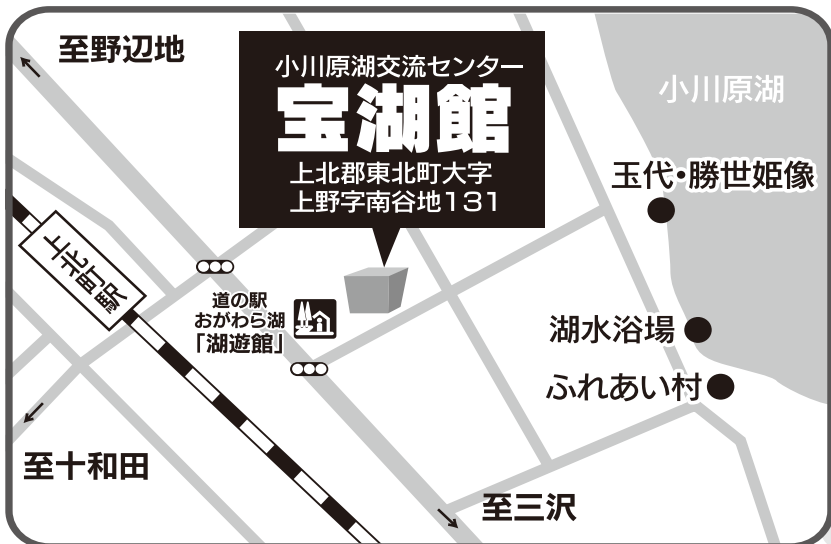 至野辺地
小川原湖交流センター
宝湖館
上北郡東北町大字
上野字南谷地131
小川原湖
玉代・勝世姫像
上北町駅
道の駅
おがわら湖
「湖遊館」
湖水浴場
ふれあい村
至十和田
至三沢